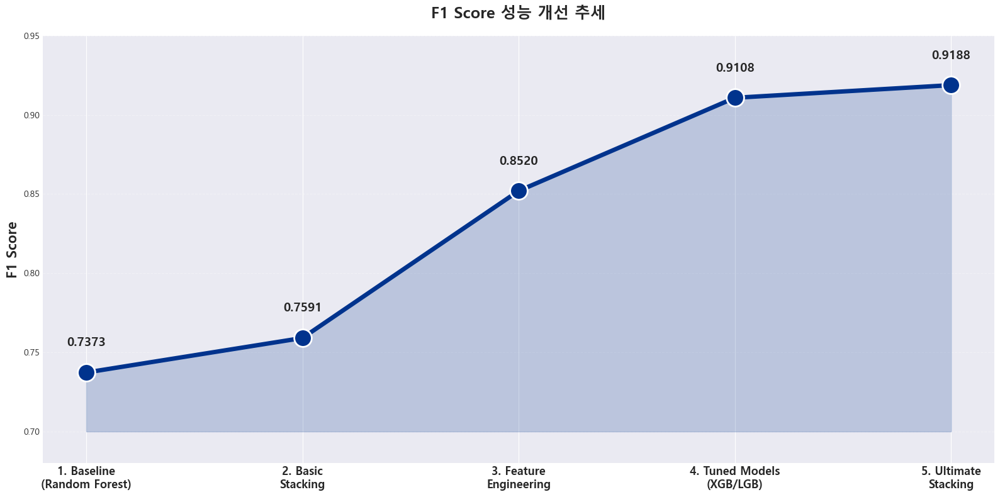 F1 Score 성능 개선 추세
0.95
0.90
0.85
0.80
0.75
0.70
F1 Score
0.7373
0.7591
0.8520
0.9108
0.9188
1. Baseline
(Random Forest)
2. Basic
Stacking
3. Feature
Engineering
4. Tuned Models
(XGB/LGB)
5. Ultimate
Stacking